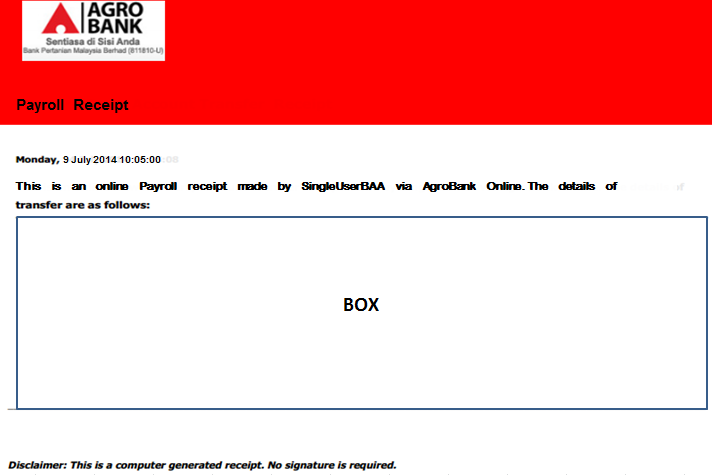 AGRO
BANK
Sentiasa di Sisi Anda
Bank Pertanian Malaysia Berhad (811810-U)
Payroll Receipt
Monday, 9 July 2014 10:05:00:08
This is an online Payroll receipt made by SingleUserBAA via AgroBank Online. The details of of
transfer are as follows:
BOX
Disclaimer: This is a computer generated receipt. No signature is required.